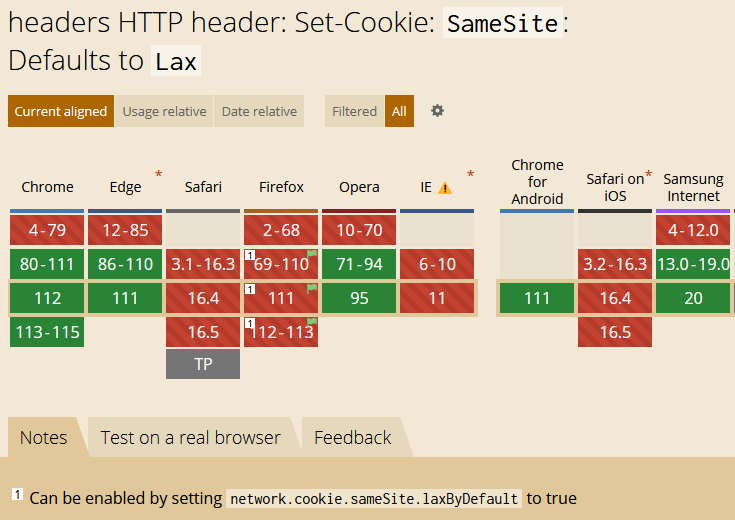 headers HTTP header: Set-Cookie: SameSite:
Defaults to Lax
Current aligned Usage relative Date relative Filtered All
Chrome Edge * Safari Firefox Opera IE * Chrome for Android Safari on iOS * Samsung Internet
4-79 12-85 2-68 10-70 4-12.0
80-111 86-110 3.1-16.3 1 69-110 71-94 6-10 3.2-16.3 13.0-19.0
112 111 16.4 1 111 95 11 111 16.4 20
113-115 16.5 1 112-113 16.5
TP
Notes Test on a real browser Feedback
1 Can be enabled by setting network.cookie.sameSite.laxByDefault to true